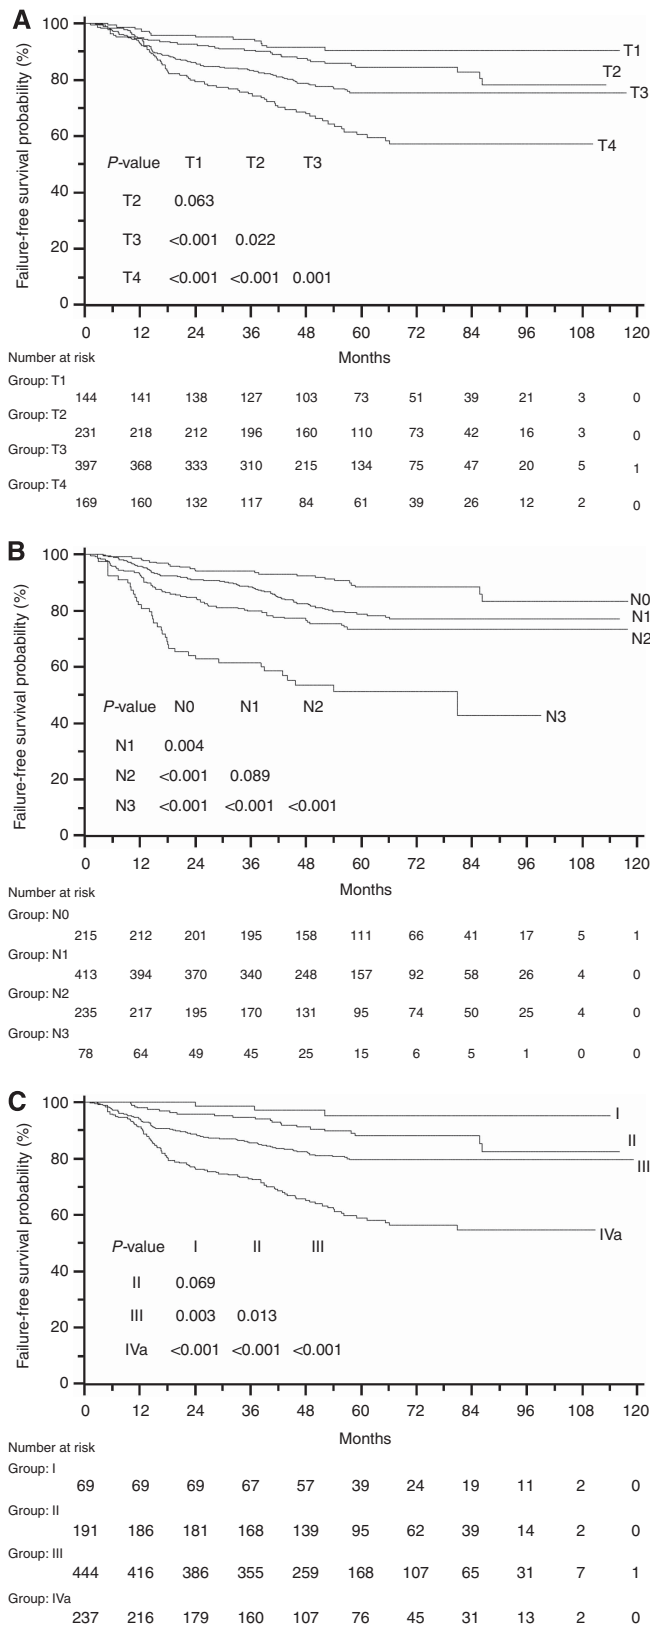 A
Failure-free survival probability (%)
100
80
60
40
20
0
T1
T2
T3
T4
P-value T1 T2 T3
T2 0.063
T3 <0.001 0.022
T4 <0.001 <0.001 0.001
0 12 24 36 48 60 72 84 96 108 120
Months
Number at risk
Group: T1
144 141 138 127 103 73 51 39 21 3 0
Group: T2
231 218 212 196 160 110 73 42 16 3 0
Group: T3
397 368 333 310 215 134 75 47 20 5 1
Group: T4
169 160 132 117 84 61 39 26 12 2 0
B
Failure-free survival probability (%)
100
80
60
40
20
0
N0
N1
N2
N3
P-value N0 N1 N2
N1 0.004
N2 <0.001 0.089
N3 <0.001 <0.001 <0.001
0 12 24 36 48 60 72 84 96 108 120
Months
Number at risk
Group: N0
215 212 201 195 158 111 66 41 17 5 1
Group: N1
413 394 370 340 248 157 92 58 26 4 0
Group: N2
235 217 195 170 131 95 74 50 25 4 0
Group: N3
78 64 49 45 25 15 6 5 1 0 0
C
Failure-free survival probability (%)
100
80
60
40
20
0
I
II
III
IVa
P-value I II III
II 0.069
III 0.003 0.013
IVa <0.001 <0.001 <0.001
0 12 24 36 48 60 72 84 96 108 120
Months
Number at risk
Group: I
69 69 69 67 57 39 24 19 11 2 0
Group: II
191 186 181 168 139 95 62 39 14 2 0
Group: III
444 416 386 355 259 168 107 65 31 7 1
Group: IVa
237 216 179 160 107 76 45 31 13 2 0